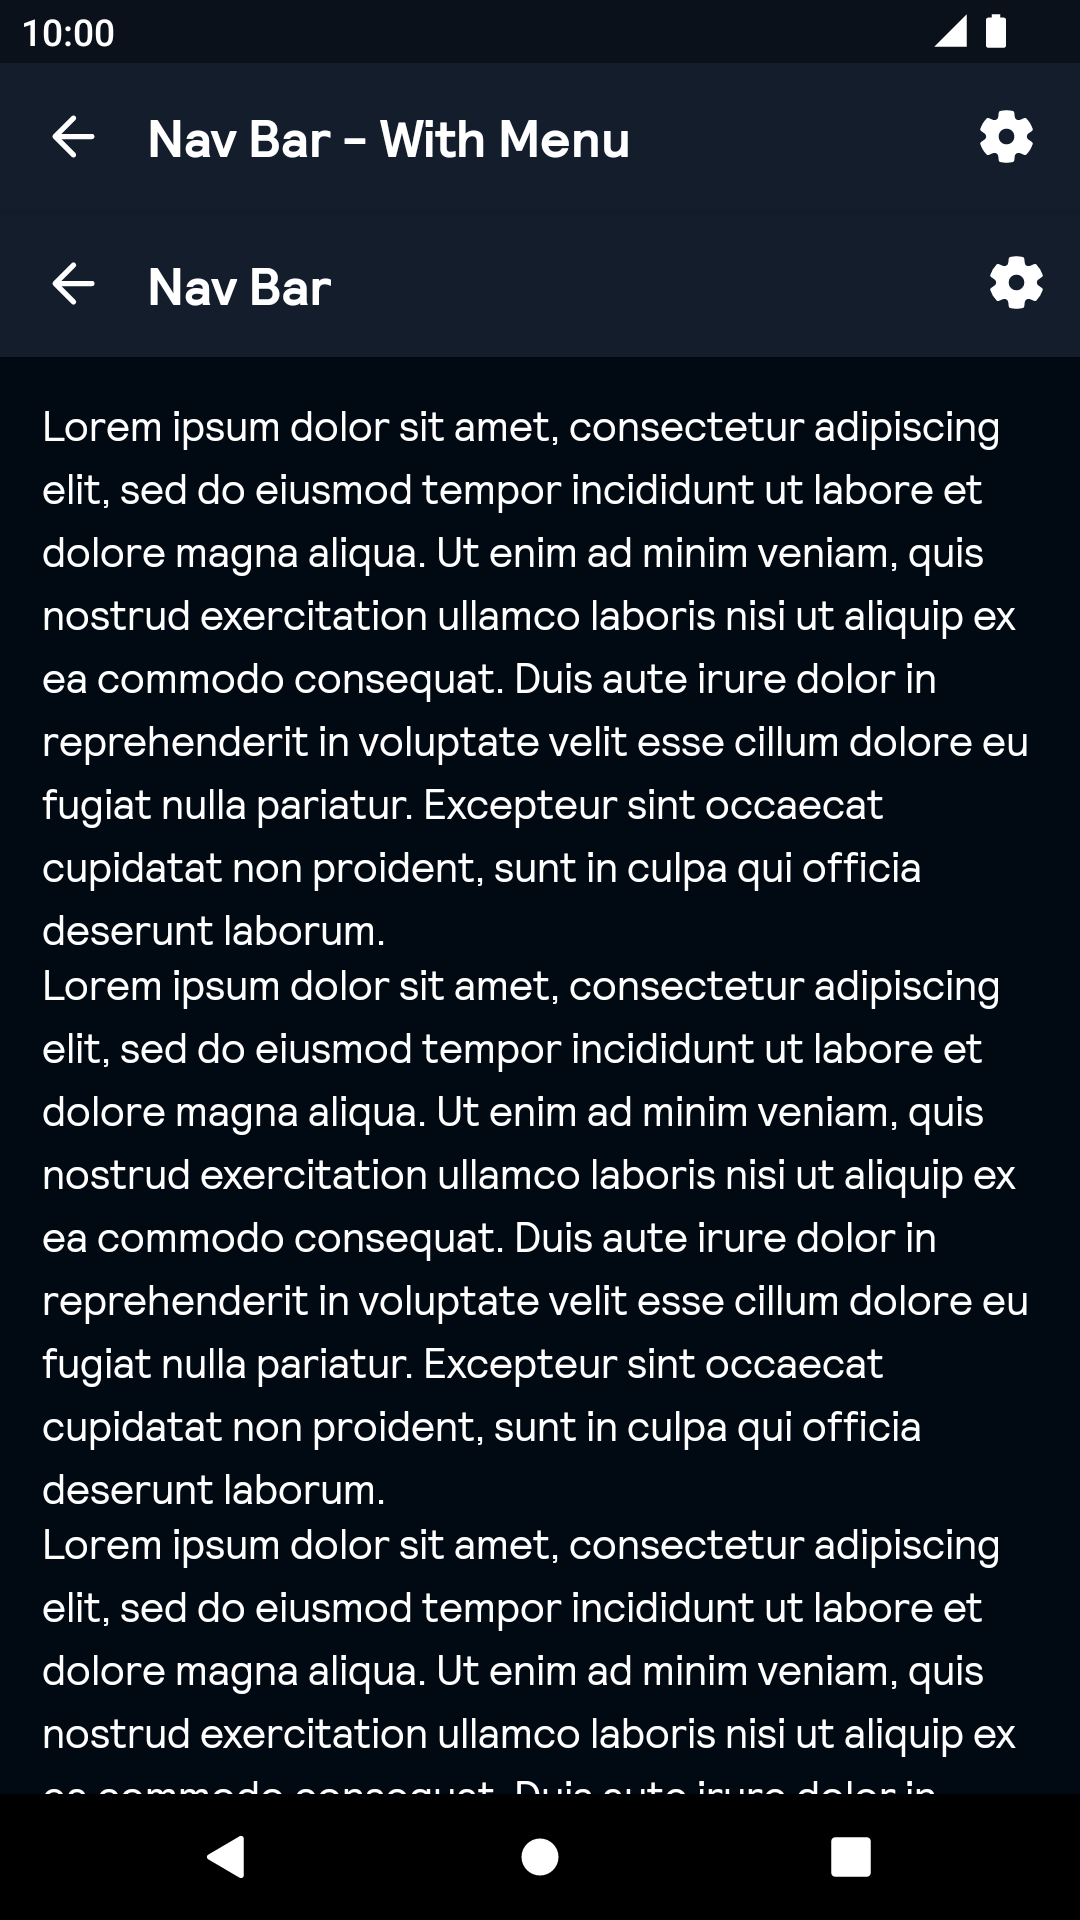 10:00
Nav Bar - With Menu
Nav Bar
Lorem ipsum dolor sit amet, consectetur adipiscing
elit, sed do eiusmod tempor incididunt ut labore et
dolore magna aliqua. Ut enim ad minim veniam, quis
nostrud exercitation ullamco laboris nisi ut aliquip ex
ea commodo consequat. Duis aute irure dolor in
reprehenderit in voluptate velit esse cillum dolore eu
fugiat nulla pariatur. Excepteur sint occaecat
cupidatat non proident, sunt in culpa qui officia
deserunt laborum.
Lorem ipsum dolor sit amet, consectetur adipiscing
elit, sed do eiusmod tempor incididunt ut labore et
dolore magna aliqua. Ut enim ad minim veniam, quis
nostrud exercitation ullamco laboris nisi ut aliquip ex
ea commodo consequat. Duis aute irure dolor in
reprehenderit in voluptate velit esse cillum dolore eu
fugiat nulla pariatur. Excepteur sint occaecat
cupidatat non proident, sunt in culpa qui officia
deserunt laborum.
Lorem ipsum dolor sit amet, consectetur adipiscing
elit, sed do eiusmod tempor incididunt ut labore et
dolore magna aliqua. Ut enim ad minim veniam, quis
nostrud exercitation ullamco laboris nisi ut aliquip ex
ea commodo consequat. Duis aute irure dolor in